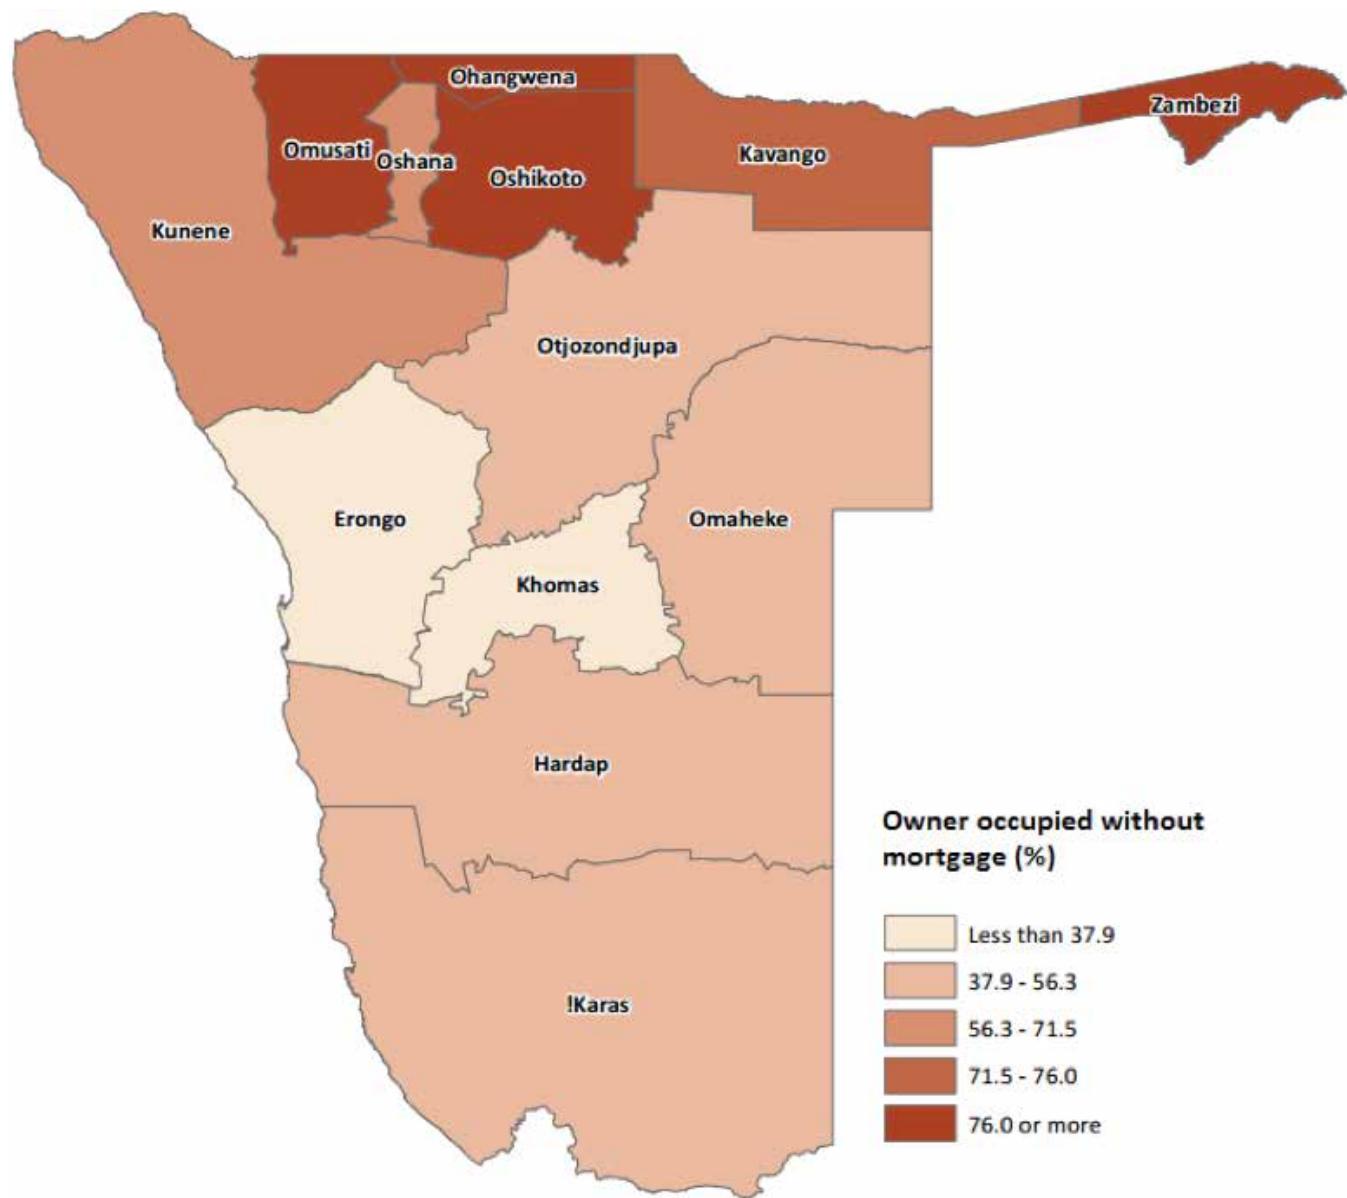 Ohangwena
Zambezi
Omusati
Oshana
Kavango
Oshikoto
Kunene
Otjozondjupa
Erongo
Omaheke
Khomas
Hardap
!Karas
Owner occupied without
mortgage (%)
Less than 37.9
37.9 - 56.3
56.3 - 71.5
71.5 - 76.0
76.0 or more